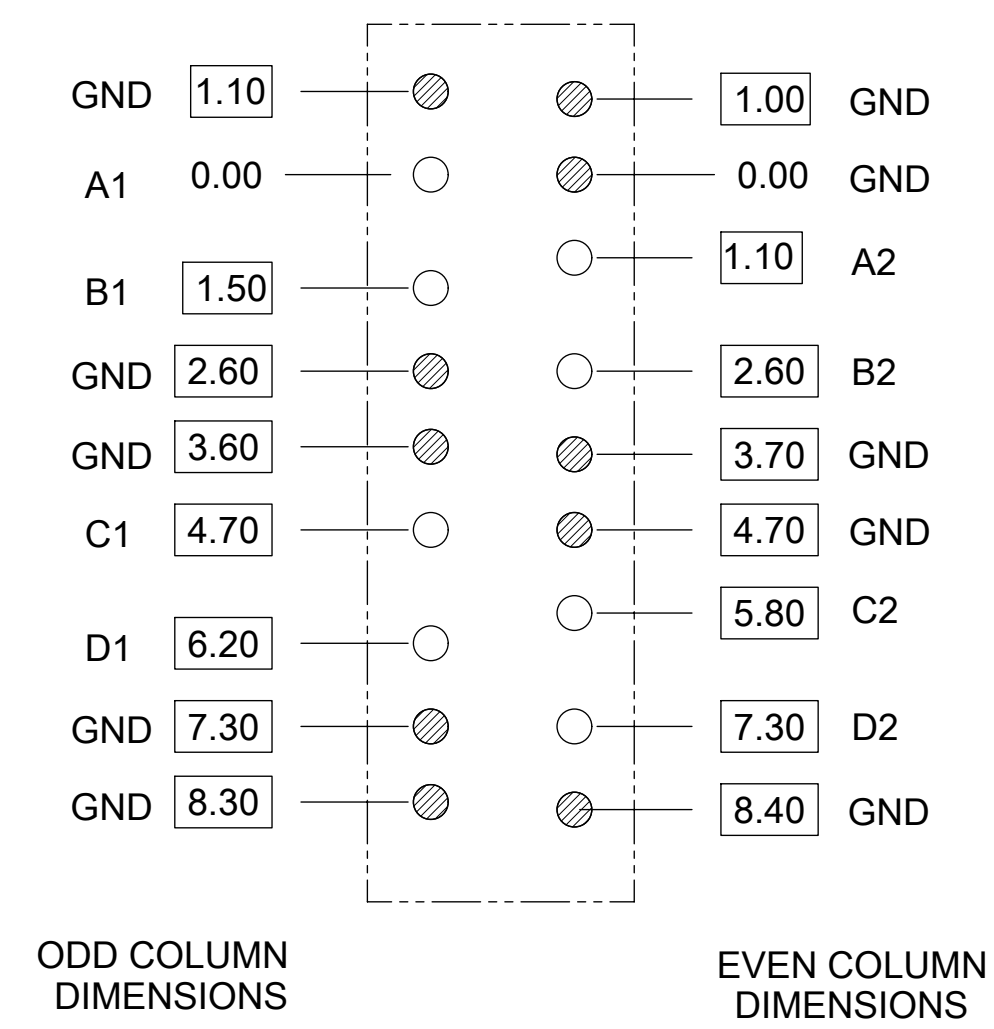 GND 1.10 1.00 GND
A1 0.00 0.00 GND
1.10 A2
B1 1.50
GND 2.60 2.60 B2
GND 3.60 3.70 GND
C1 4.70 4.70 GND
5.80 C2
D1 6.20
GND 7.30 7.30 D2
GND 8.30 8.40 GND
ODD COLUMN
DIMENSIONS
EVEN COLUMN
DIMENSIONS